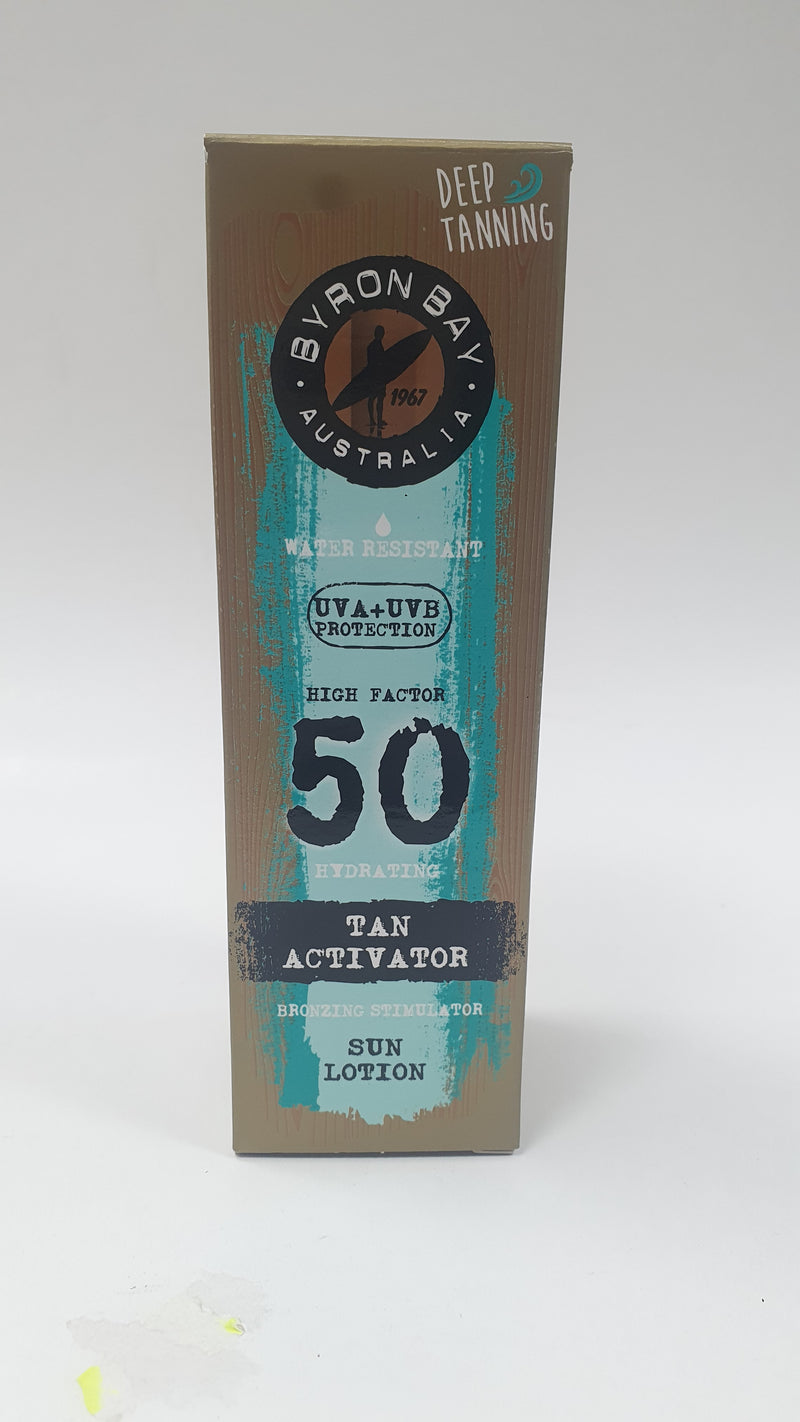 DEEP
TANNING
BYRON BAY
1967
AUSTRALIA
WATER RESISTANT
UVA+UVB
PROTECTION
HIGH FACTOR
50
HYDRATING
TAN
ACTIVATOR
BRONZING STIMULATOR
SUN
LOTION